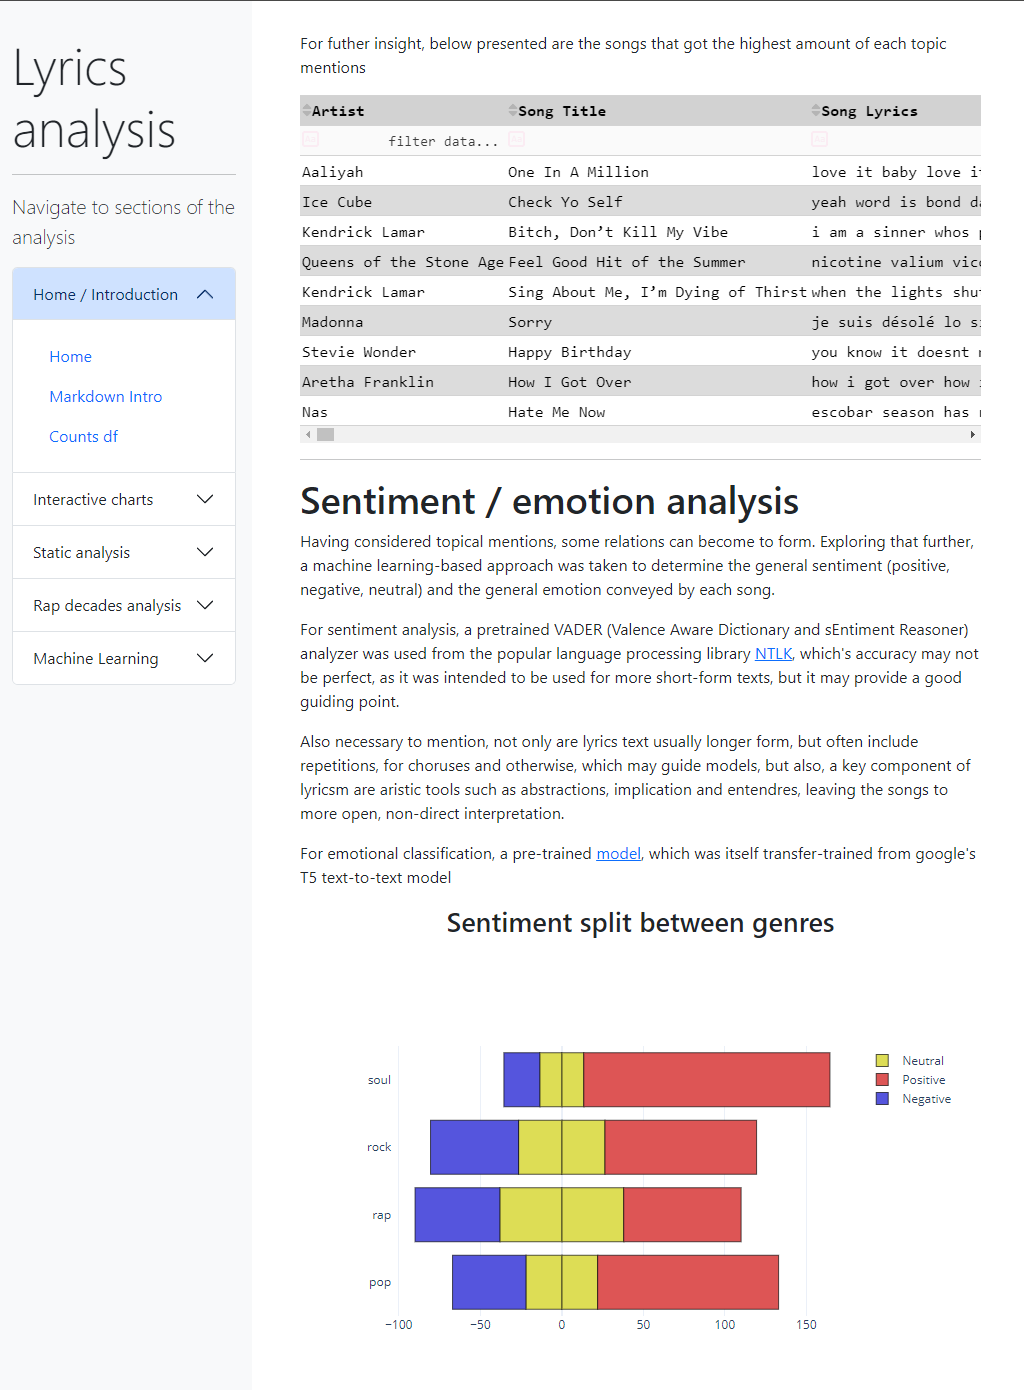 Lyrics
analysis
Navigate to sections of the
analysis
Home / Introduction
Home
Markdown Intro
Counts df
Interactive charts
Static analysis
Rap decades analysis
Machine Learning
For futher insight, below presented are the songs that got the highest amount of each topic
mentions
Artist Song Title Song Lyrics
filter data...
Aaliyah One In A Million love it baby love
Ice Cube Check Yo Self yeah word is bond
Kendrick Lamar Bitch, Don’t Kill My Vibe i am a sinner whos
Queens of the Stone Age Feel Good Hit of the Summer nicotine valium
Kendrick Lamar Sing About Me, I’m Dying of Thirst when the lights
Madonna Sorry je suis désolé lo
Stevie Wonder Happy Birthday you know it doesnt
Aretha Franklin How I Got Over how i got over how
Nas Hate Me Now escobar season has
Sentiment / emotion analysis
Having considered topical mentions, some relations can become to form. Exploring that further,
a machine learning-based approach was taken to determine the general sentiment (positive,
negative, neutral) and the general emotion conveyed by each song.
For sentiment analysis, a pretrained VADER (Valence Aware Dictionary and sEntiment Reasoner)
analyzer was used from the popular language processing library NTLK, which's accuracy may not
be perfect, as it was intended to be used for more short-form texts, but it may provide a good
guiding point.
Also necessary to mention, not only are lyrics text usually longer form, but often include
repetitions, for choruses and otherwise, which may guide models, but also, a key component of
lyricsm are aristic tools such as abstractions, implication and entendres, leaving the songs to
more open, non-direct interpretation.
For emotional classification, a pre-trained model, which was itself transfer-trained from google's
T5 text-to-text model
Sentiment split between genres
Neutral
Positive
Negative
soul
rock
rap
pop
−100 −50 0 50 100 150